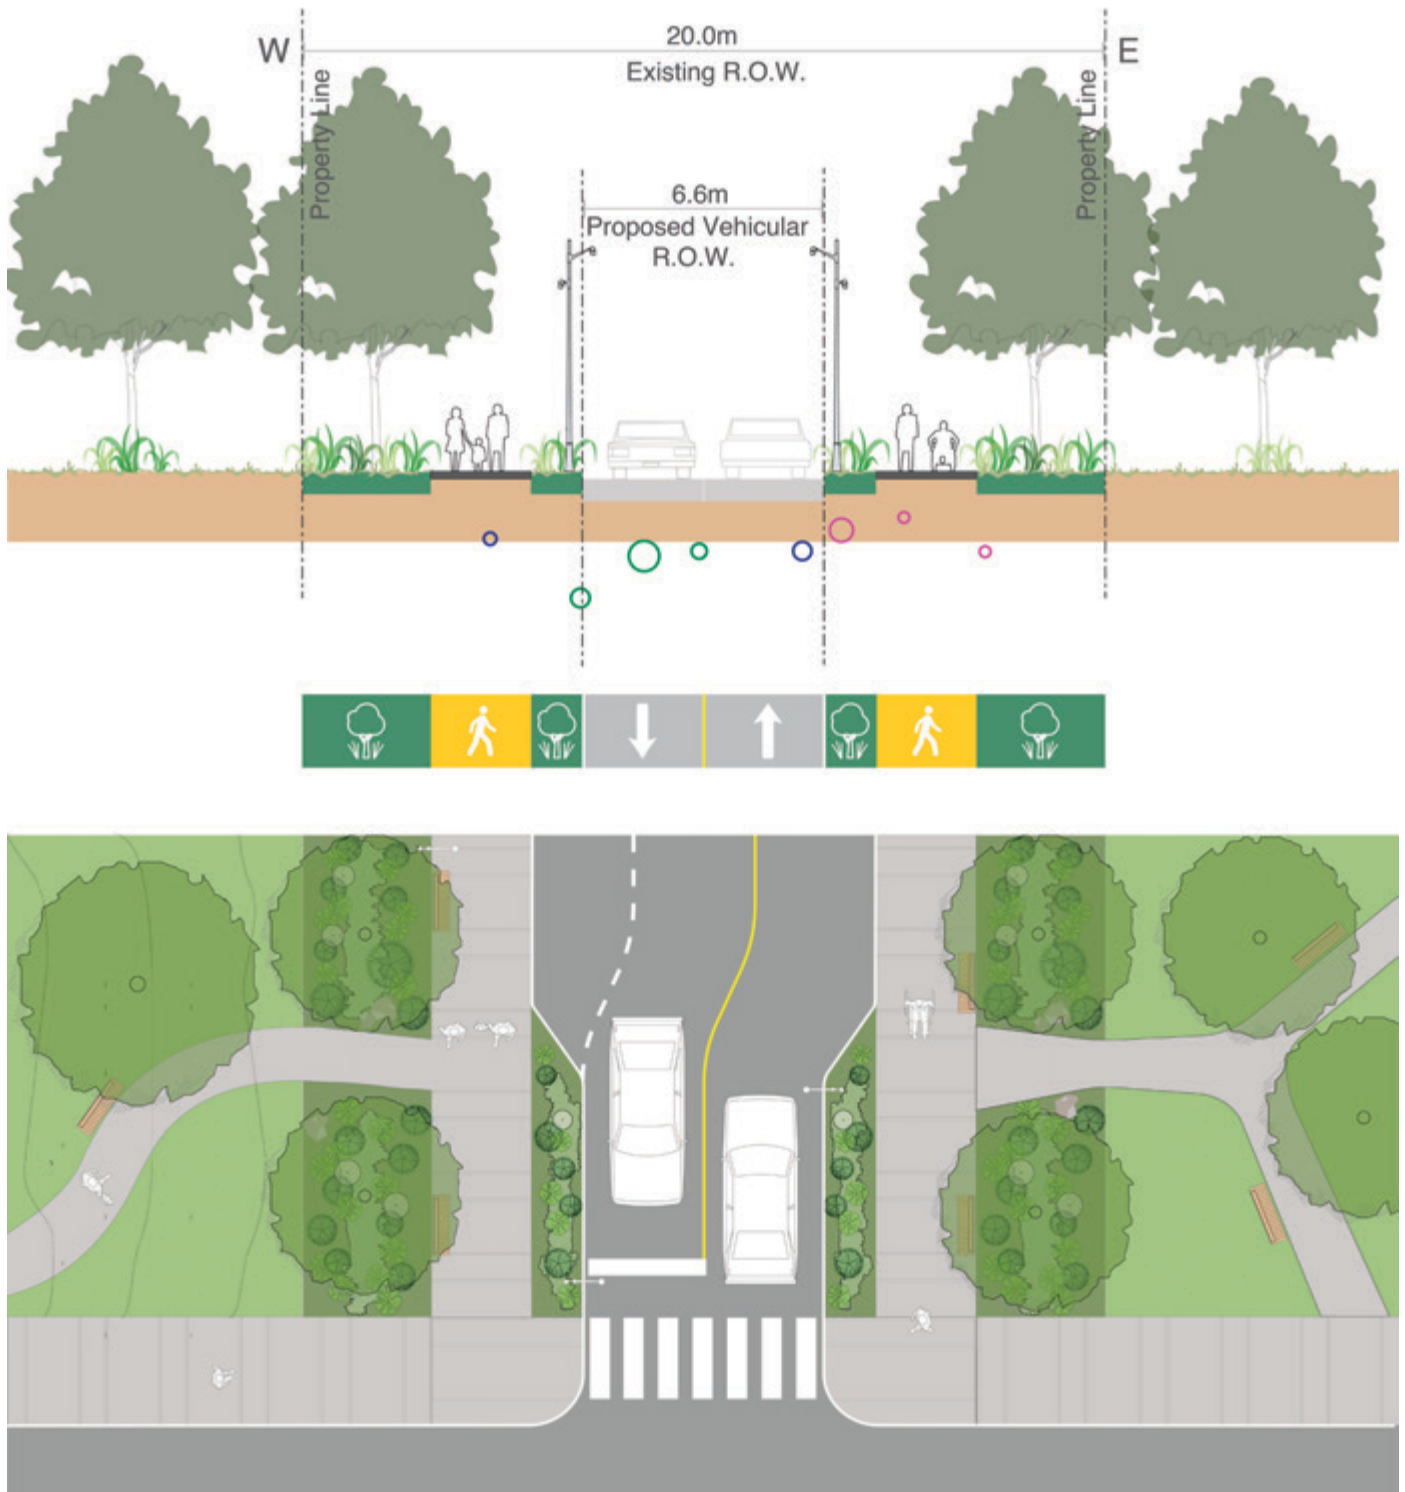 W
20.0m
E
Existing R.O.W.
Property Line
Property Line
6.6m
Proposed Vehicular
R.O.W.